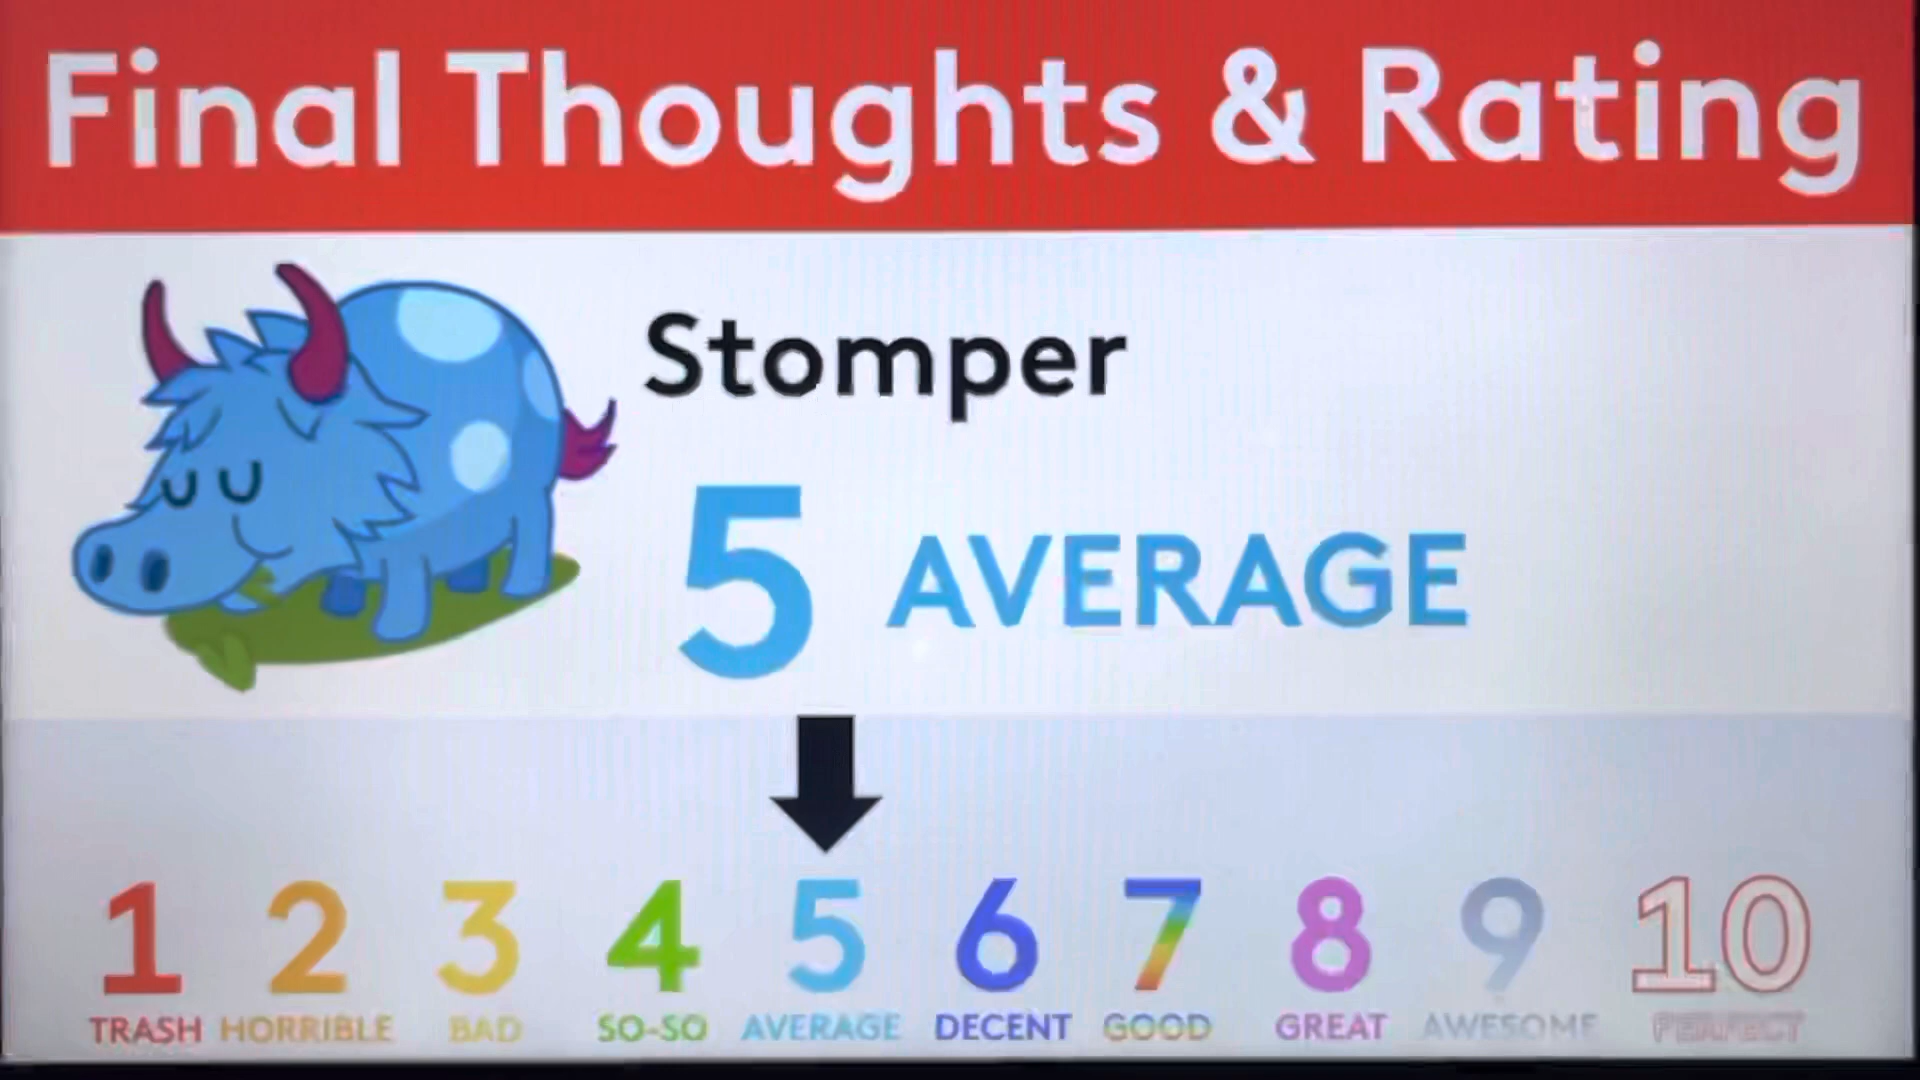 Final Thoughts & Rating
Stomper
5 AVERAGE
1 2 3 4 5 6 7 8 9 10
TRASH HORRIBLE BAD SO-SO AVERAGE DECENT GOOD GREAT AWESOME PERFECT